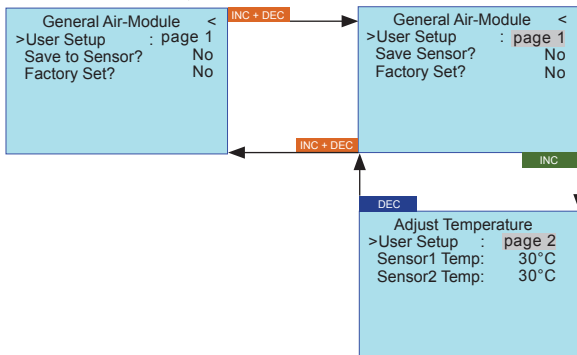 General Air-Module <
>User Setup : page 1
Save to Sensor? No
Factory Set? No
INC + DEC
General Air-Module <
>User Setup : page 1
Save Sensor? No
Factory Set? No
INC + DEC
INC
DEC
Adjust Temperature
>User Setup : page 2
Sensor1 Temp: 30°C
Sensor2 Temp: 30°C